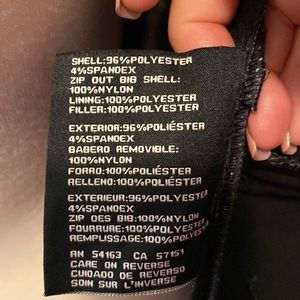 SHELL:96%POLYESTER
4%SPANDEX
ZIP OUT BIB SHELL:
100%NYLON
LINING:100%POLYESTER
FILLER:100%POLYESTER
EXTERIOR:96%POLIÉSTER
4%SPANDEX
BABERO REMOVIBLE:
100%NYLON
FORRO:100%POLIÉSTER
RELLENO:100%POLIÉSTER
EXTÉRIEUR:96%POLYESTER
4%SPANDEX
ZIP DES BIB:100%NYLON
FOURRURE:100%POLYESTER
REMPLISSAGE:100%POLYESTER
RN 54163 CA 57151
CARE ON REVERSE
CUIDADO DE REVERSO
SOIN SUR L'INVERSE